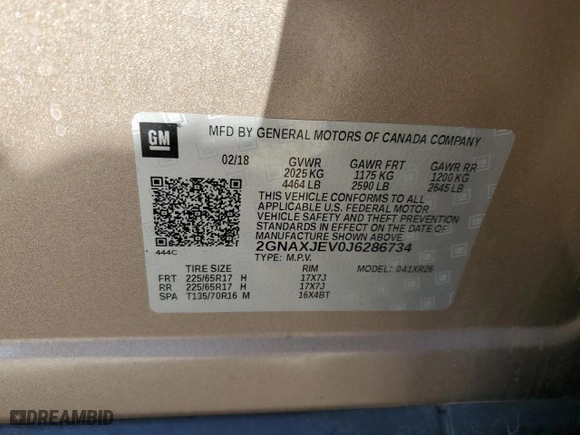 GM
MFD BY GENERAL MOTORS OF CANADA COMPANY
02/18 GVWR GAWR FRT GAWR RR
2025 KG 1175 KG 1200 KG
4464 LB 2590 LB 2645 LB
THIS VEHICLE CONFORMS TO ALL
APPLICABLE U.S. FEDERAL MOTOR
VEHICLE SAFETY AND THEFT PREVENTION
STANDARDS IN EFFECT ON THE DATE OF
MANUFACTURE SHOWN ABOVE.
2GNAXJEV0J6286734
444C TYPE: M.P.V.
TIRE SIZE RIM MODEL: 041XR26
FRT 225/65R17 H 17X7J
RR 225/65R17 H 17X7J
SPA T135/70R16 M 16X4BT
DREAMBID